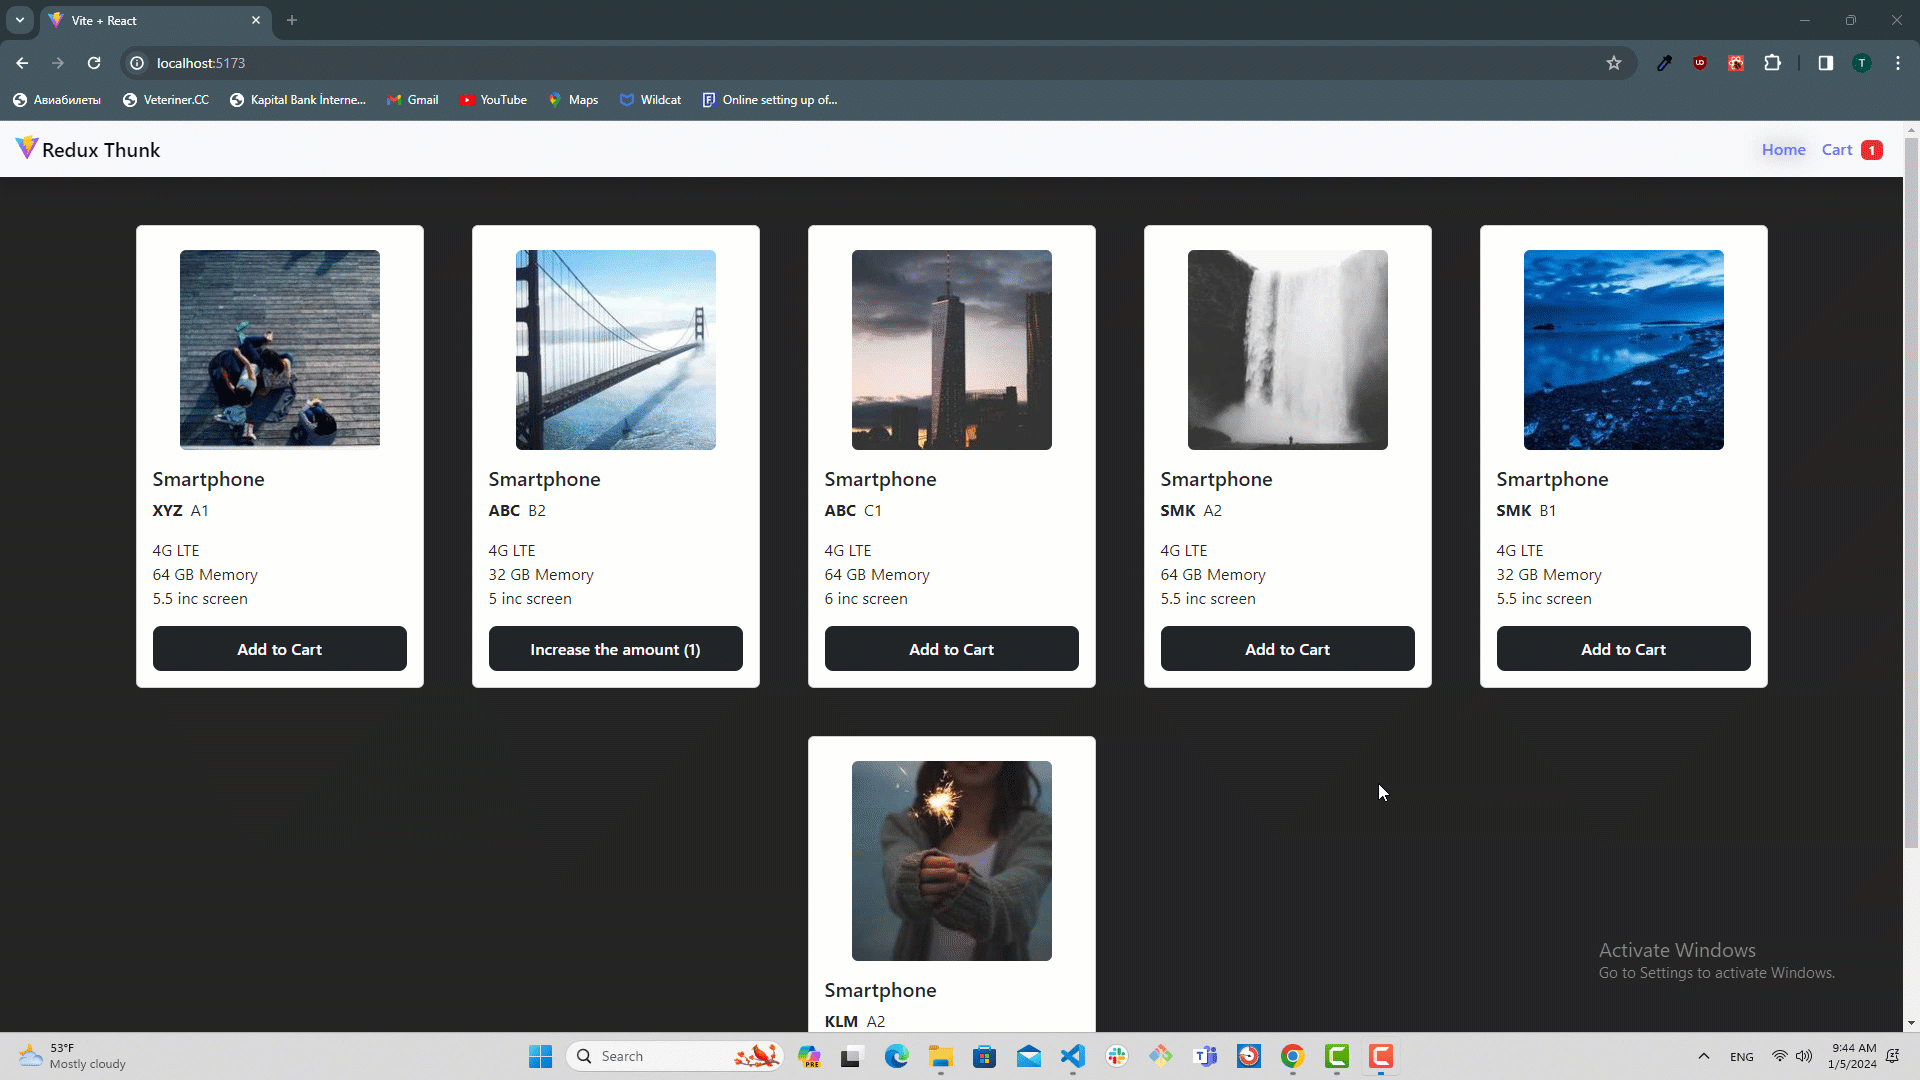 Vite + React
localhost:5173
Авиабилеты
Veteriner.CC
Kapital Bank İnterne...
Gmail
YouTube
Maps
Wildcat
Online setting up of...
Redux Thunk
Home
Cart 1
Smartphone
XYZ A1
4G LTE
64 GB Memory
5.5 inc screen
Add to Cart
Smartphone
ABC B2
4G LTE
32 GB Memory
5 inc screen
Increase the amount (1)
Smartphone
ABC C1
4G LTE
64 GB Memory
6 inc screen
Add to Cart
Smartphone
SMK A2
4G LTE
64 GB Memory
5.5 inc screen
Add to Cart
Smartphone
SMK B1
4G LTE
32 GB Memory
5.5 inc screen
Add to Cart
Smartphone
KLM A2
Activate Windows
Go to Settings to activate Windows.
53°F
Mostly cloudy
Search
PRE
ENG
9:44 AM
1/5/2024